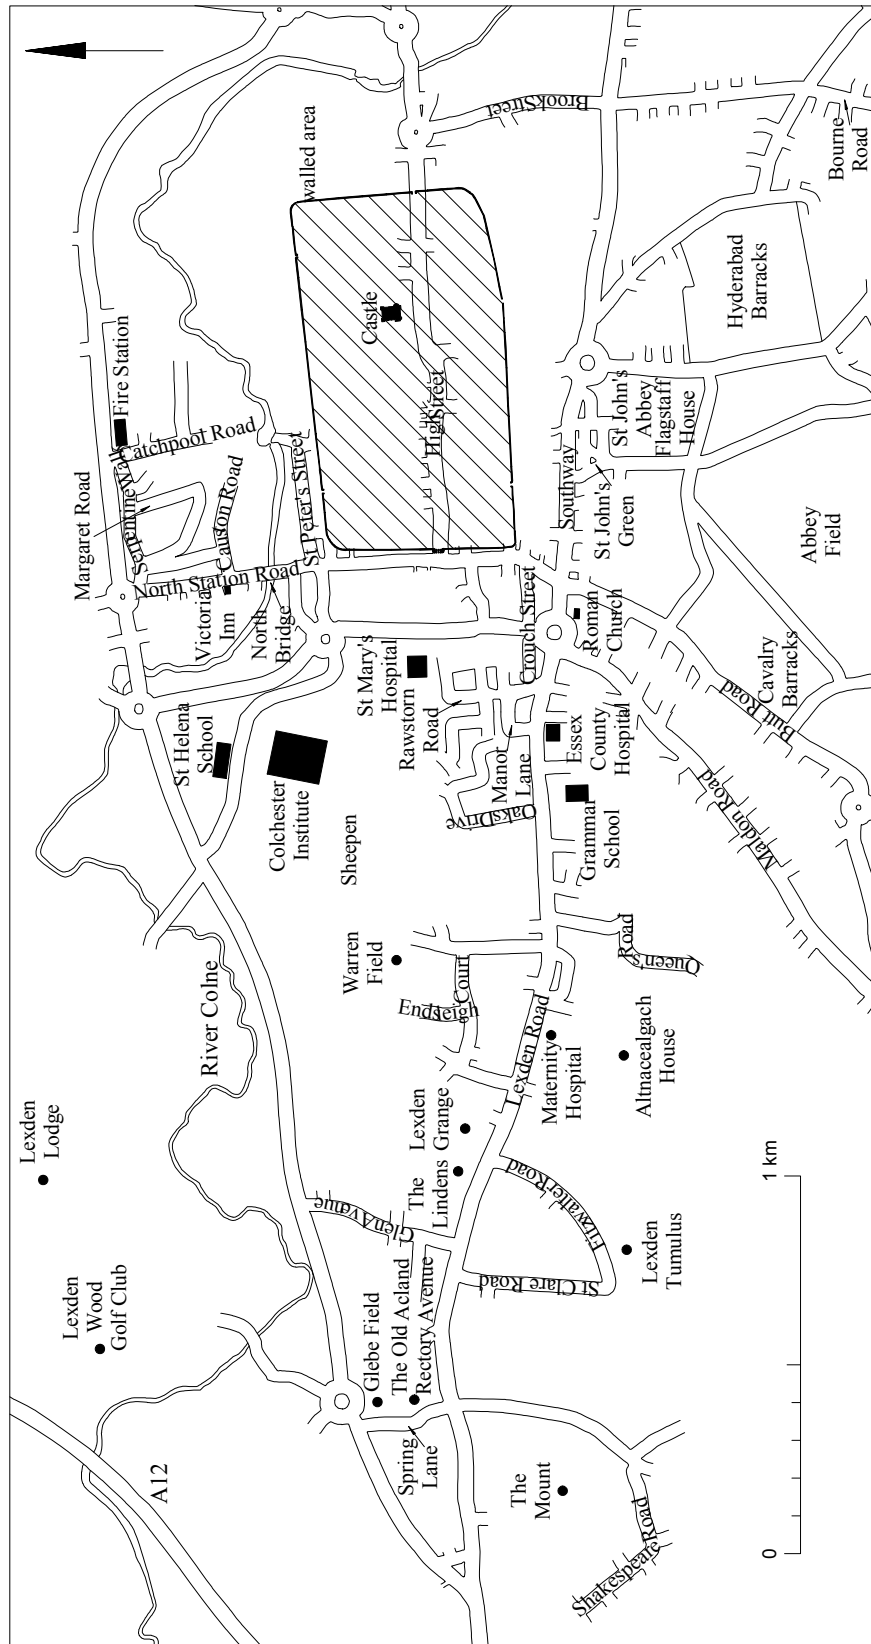 Lexden
Lodge
Lexden
Wood
Golf Club
A12
River Colne
St Helena
School
Colchester
Institute
Sheepen
Margaret Road
Serpentine Walk
Fire Station
Catchpool Road
Causton Road
North Station Road
Victoria
Inn
North
Bridge
St Peter's Street
walled area
Castle
High Street
Brook Street
Bourne
Road
Hyderabad
Barracks
St John's
Abbey
Flagstaff
House
Southway
St John's
Green
Abbey
Field
Roman
Church
Crouch Street
Cavalry
Barracks
Butt Road
Maldon Road
St Mary's
Hospital
Rawstorn
Road
Manor
Lane
Oaks Drive
Essex
County
Hospital
Grammar
School
Warren
Field
Endsleigh
Court
Queen's
Road
Lexden Road
Maternity
Hospital
Altnacealgach
House
Lexden
Grange
The
Lindens
Glen Avenue
Fitzwalter Road
St Clare Road
Lexden
Tumulus
Glebe Field
The Old Acland
Rectory Avenue
Spring
Lane
The
Mount
Shakespeare Road
0
1 km